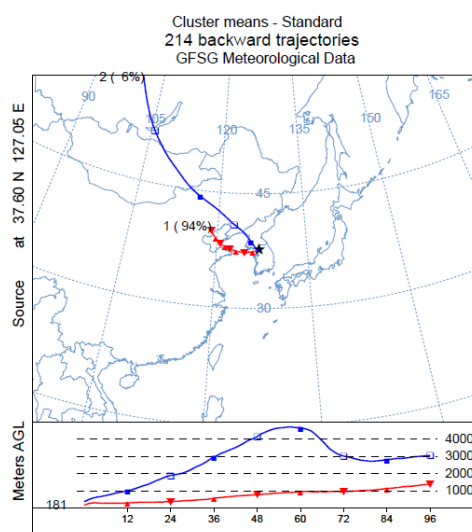 Cluster means - Standard
214 backward trajectories
GFSG Meteorological Data
Source at 37.60 N 127.05 E
2 ( 6%)
90
105
120
135
150
165
45
1 ( 94%)
30
Meters AGL
181
4000
3000
2000
1000
12 24 36 48 60 72 84 96